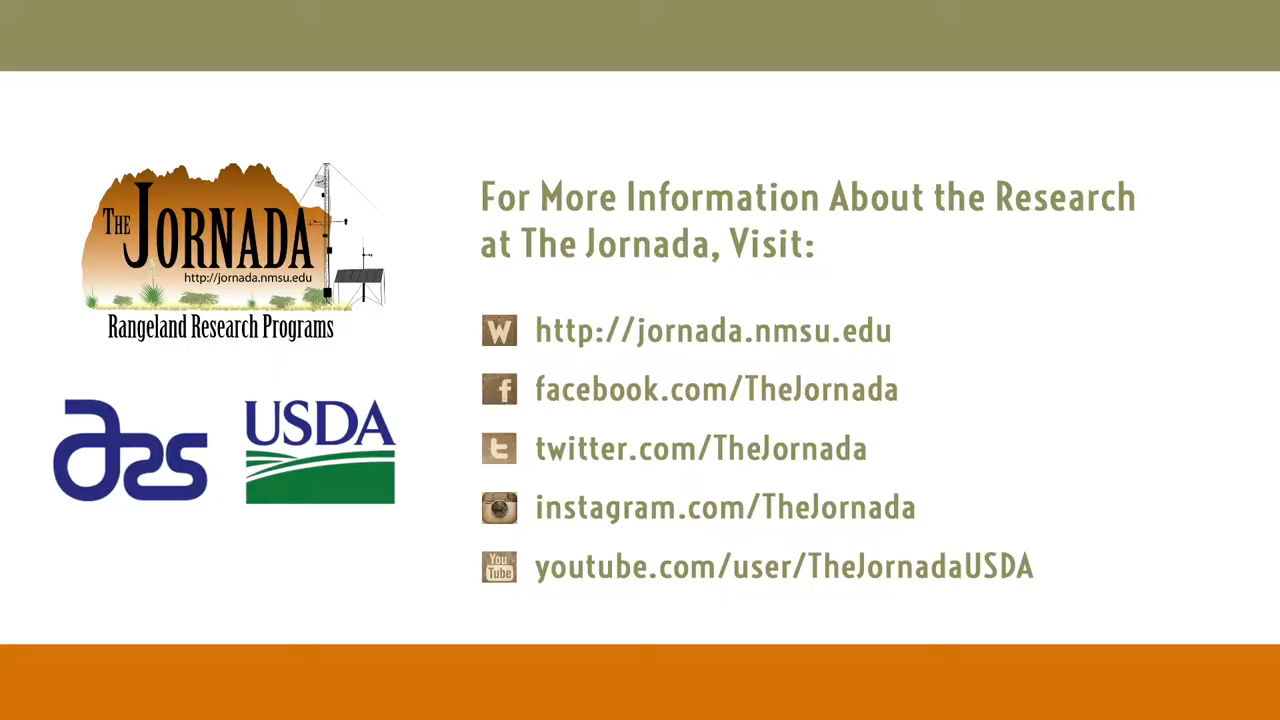 THE JORNADA
http://jornada.nmsu.edu
Rangeland Research Programs
ars
USDA
For More Information About the Research
at The Jornada, Visit:
W http://jornada.nmsu.edu
f facebook.com/TheJornada
t twitter.com/TheJornada
instagram.com/TheJornada
You
Tube
youtube.com/user/TheJornadaUSDA